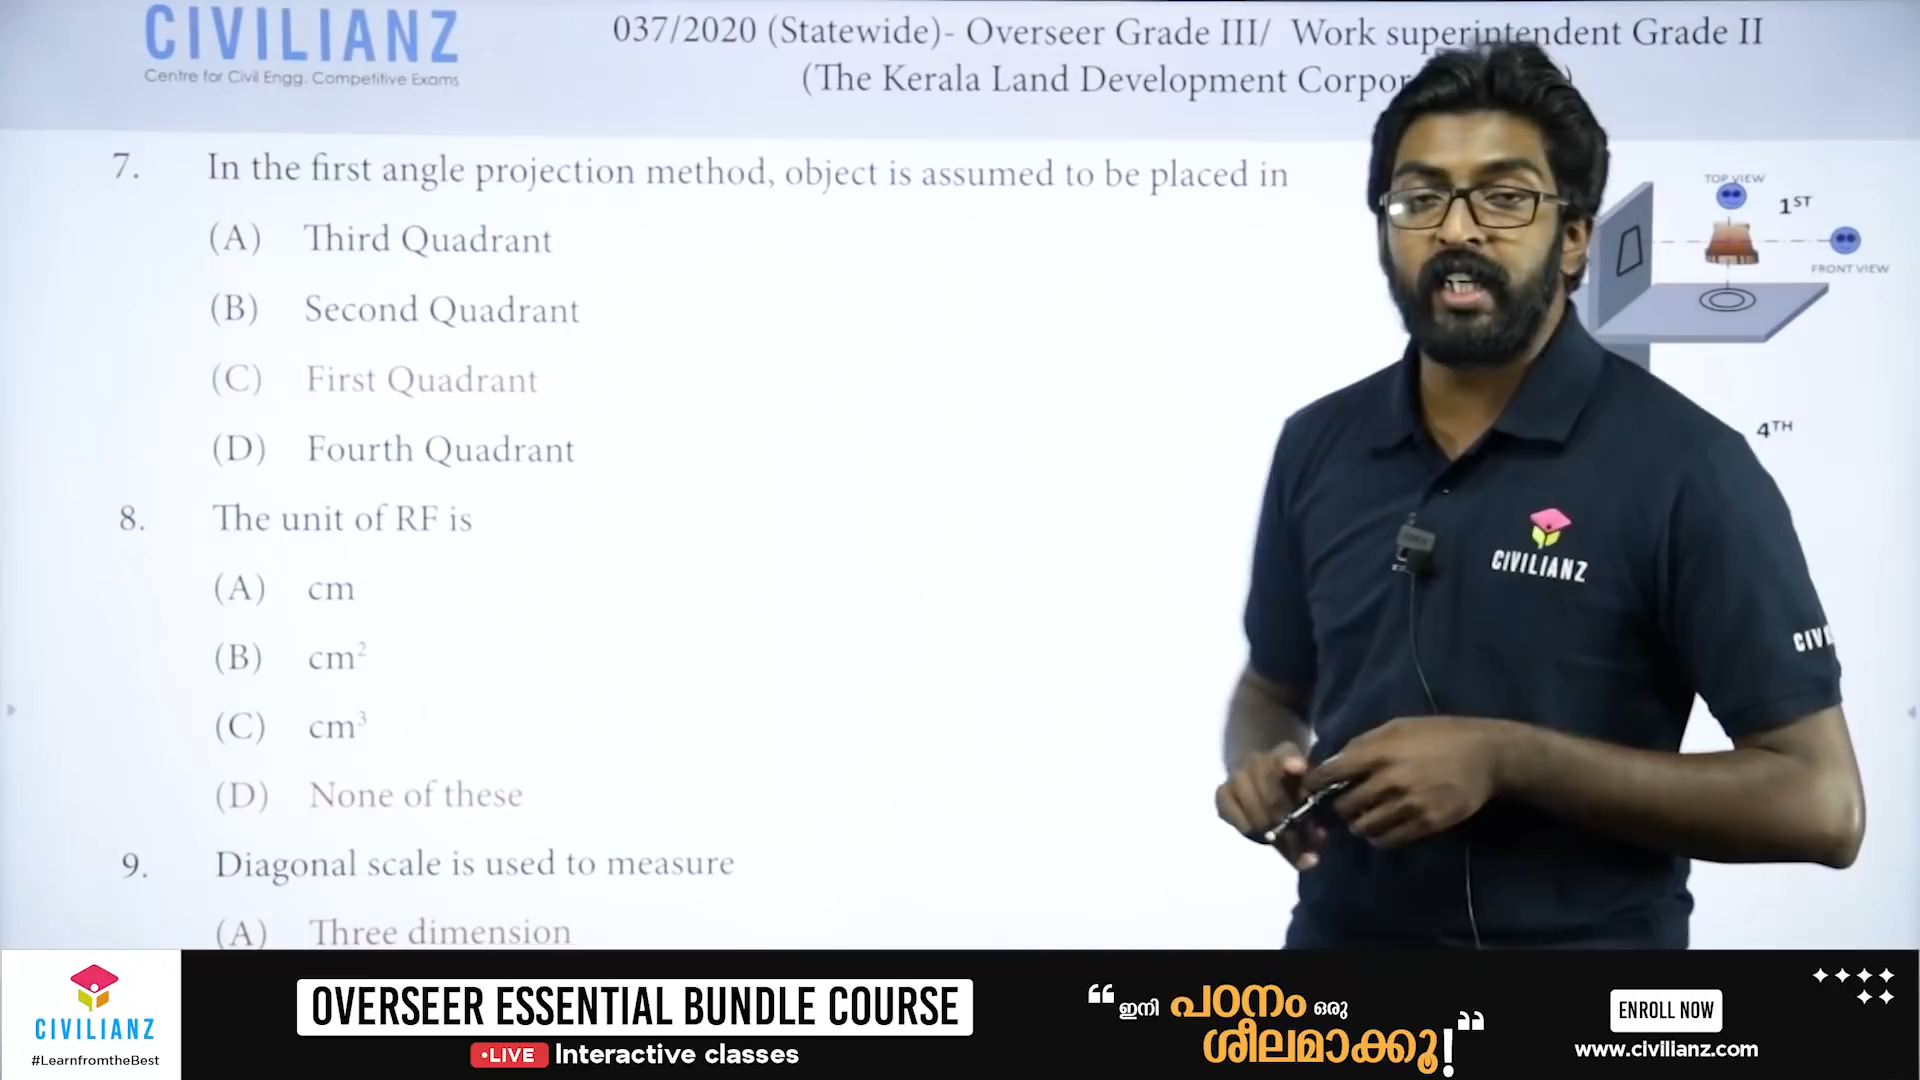 CIVILIANZ
Centre for Civil Engg. Competitive Exams
037/2020 (Statewide)- Overseer Grade III/ Work superintendent Grade II
(The Kerala Land Development Corpor
7. In the first angle projection method, object is assumed to be placed in
(A) Third Quadrant
(B) Second Quadrant
(C) First Quadrant
(D) Fourth Quadrant
TOP VIEW
1ST
FRONT VIEW
4TH
8. The unit of RF is
(A) cm
(B) cm²
(C) cm³
(D) None of these
9. Diagonal scale is used to measure
(A) Three dimension
CIVILIANZ
CIVI
CIVILIANZ
#LearnfromtheBest
OVERSEER ESSENTIAL BUNDLE COURSE
•LIVE Interactive classes
“ഇനി പഠനം ഒരു
ശീലമാക്കൂ!”
ENROLL NOW
www.civilianz.com